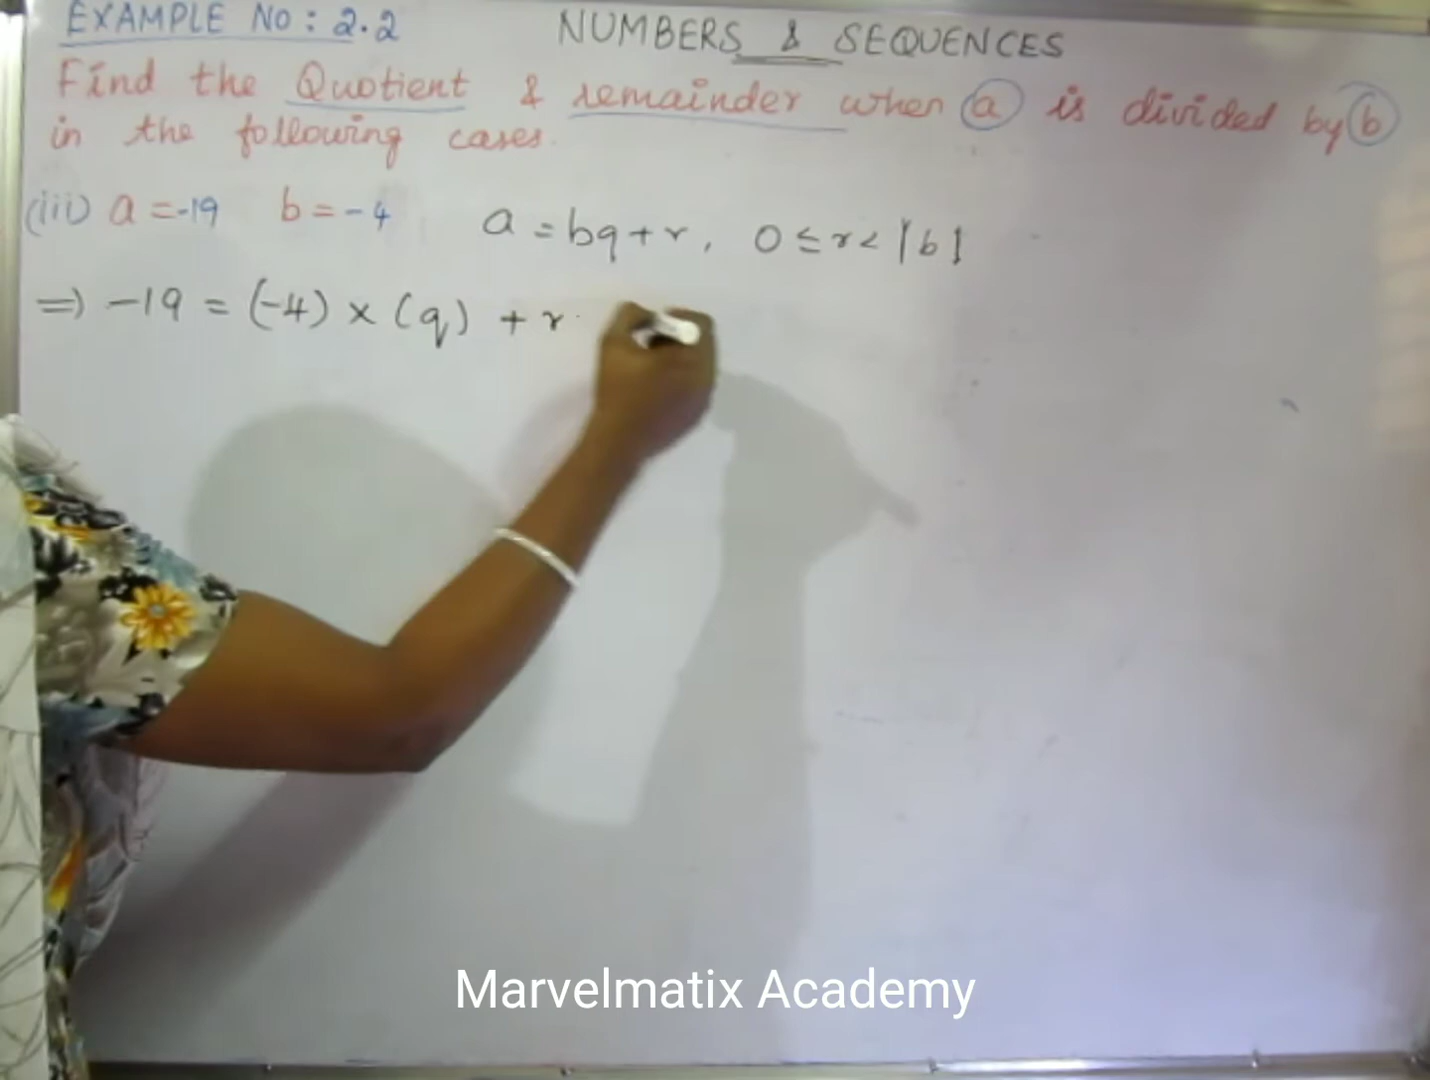 EXAMPLE NO: 2.2
NUMBERS & SEQUENCES
Find the Quotient & remainder when a is divided by b
in the following cases.
(iii) a = -19 b = -4 a = bq + r, 0 ≤ r < |b|
⇒ -19 = (-4) × (q) + r
Marvelmatix Academy